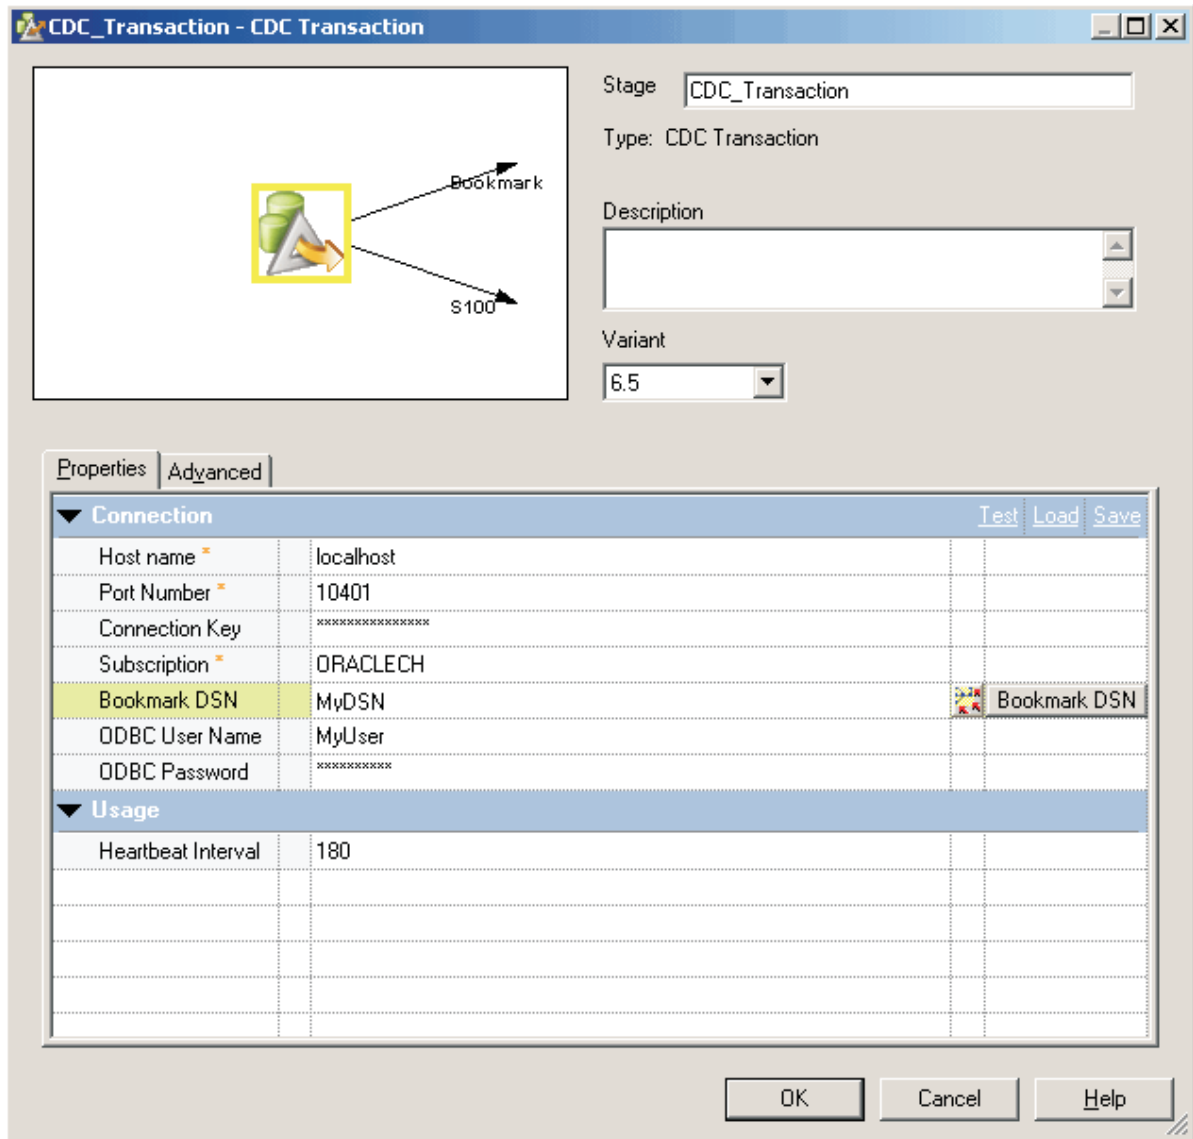 CDC_Transaction - CDC Transaction
Stage CDC_Transaction
Type: CDC Transaction
Bookmark
S100
Description
Variant
6.5
Properties Advanced
Connection Test Load Save
Host name * localhost
Port Number * 10401
Connection Key ***************
Subscription * ORACLECH
Bookmark DSN MyDSN Bookmark DSN
ODBC User Name MyUser
ODBC Password **********
Usage
Heartbeat Interval 180
OK Cancel Help